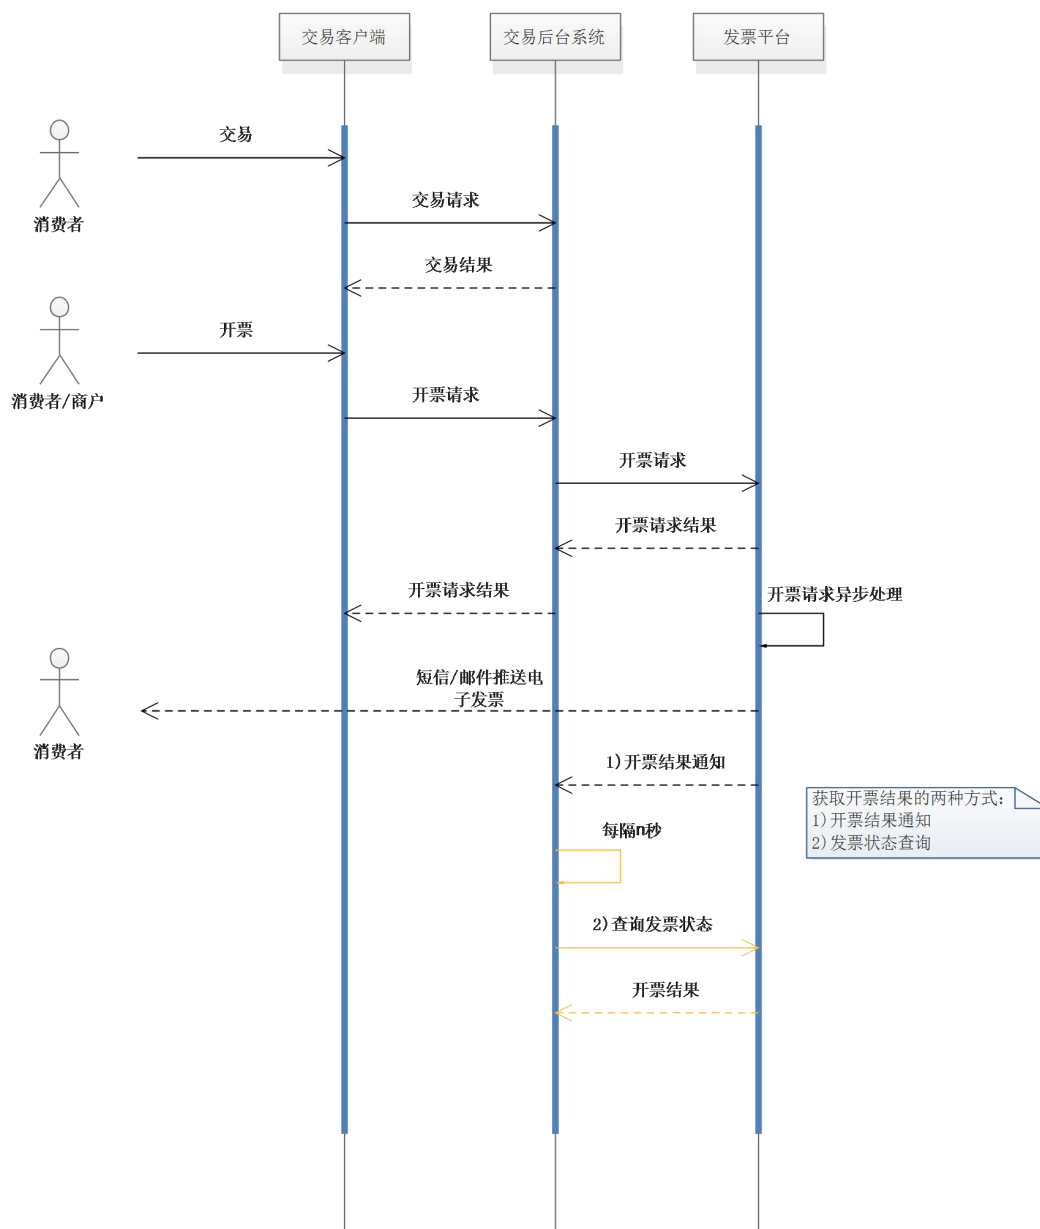 交易客户端
交易后台系统
发票平台
交易
消费者
交易请求
交易结果
开票
消费者/商户
开票请求
开票请求
开票请求结果
开票请求结果
开票请求异步处理
短信/邮件推送电
子发票
消费者
1)开票结果通知
获取开票结果的两种方式：
1)开票结果通知
2)发票状态查询
每隔n秒
2)查询发票状态
开票结果